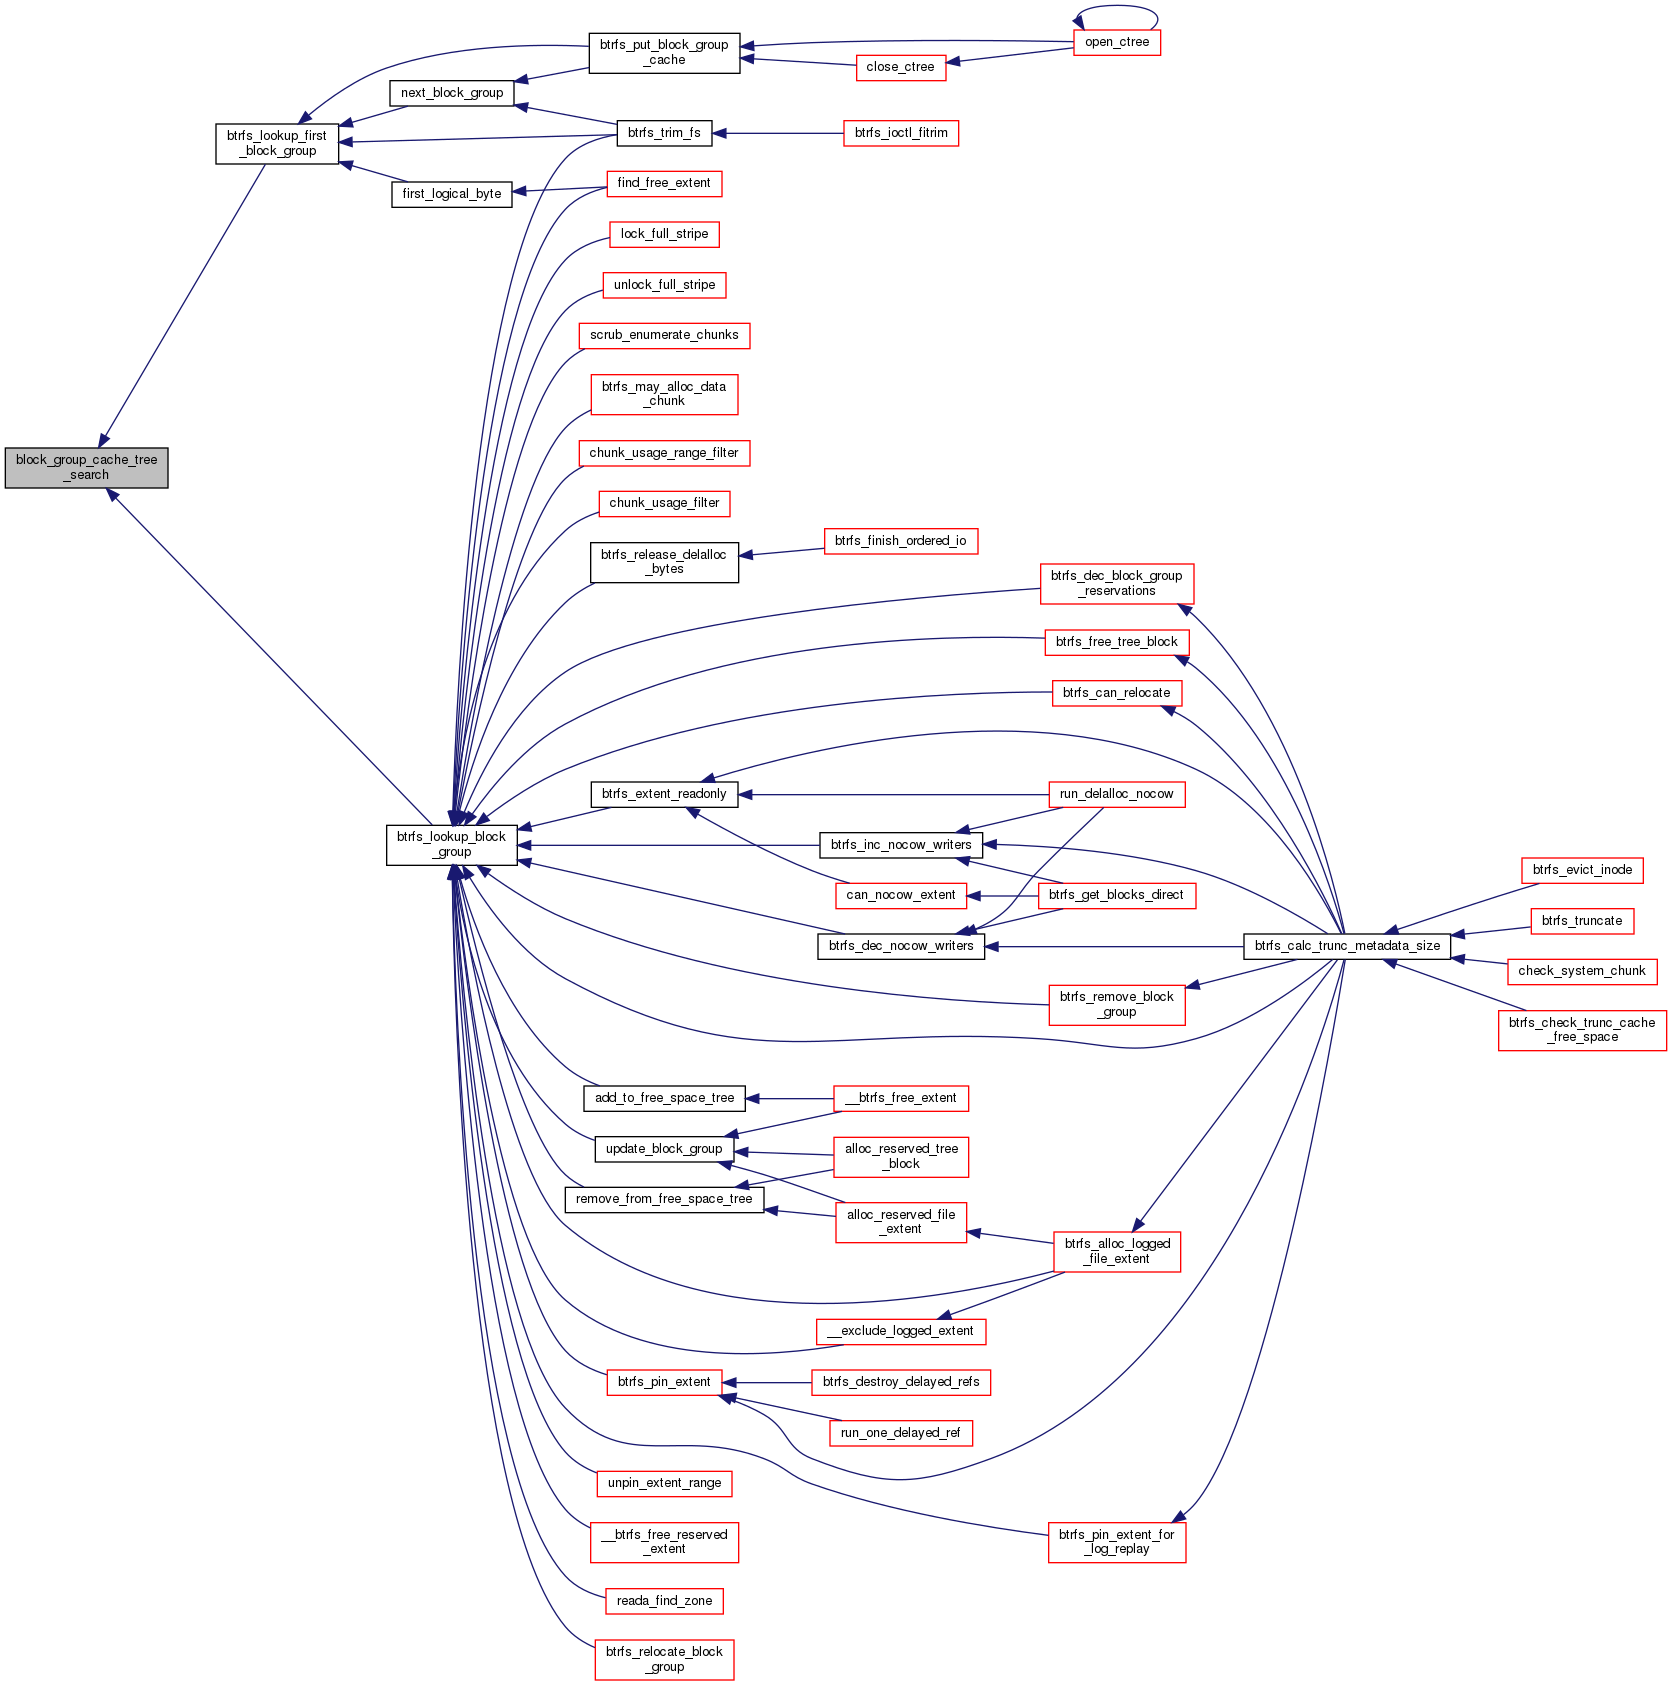 btrfs_put_block_group
_cache
open_ctree
close_ctree
next_block_group
btrfs_lookup_first
_block_group
btrfs_trim_fs
btrfs_ioctl_fitrim
first_logical_byte
find_free_extent
lock_full_stripe
unlock_full_stripe
scrub_enumerate_chunks
btrfs_may_alloc_data
_chunk
chunk_usage_range_filter
block_group_cache_tree
_search
chunk_usage_filter
btrfs_release_delalloc
_bytes
btrfs_finish_ordered_io
btrfs_dec_block_group
_reservations
btrfs_free_tree_block
btrfs_can_relocate
btrfs_extent_readonly
run_delalloc_nocow
btrfs_lookup_block
_group
btrfs_inc_nocow_writers
can_nocow_extent
btrfs_get_blocks_direct
btrfs_dec_nocow_writers
btrfs_calc_trunc_metadata_size
btrfs_evict_inode
btrfs_truncate
check_system_chunk
btrfs_check_trunc_cache
_free_space
btrfs_remove_block
_group
add_to_free_space_tree
__btrfs_free_extent
update_block_group
alloc_reserved_tree
_block
remove_from_free_space_tree
alloc_reserved_file
_extent
btrfs_alloc_logged
_file_extent
__exclude_logged_extent
btrfs_pin_extent
btrfs_destroy_delayed_refs
run_one_delayed_ref
unpin_extent_range
__btrfs_free_reserved
_extent
btrfs_pin_extent_for
_log_replay
reada_find_zone
btrfs_relocate_block
_group